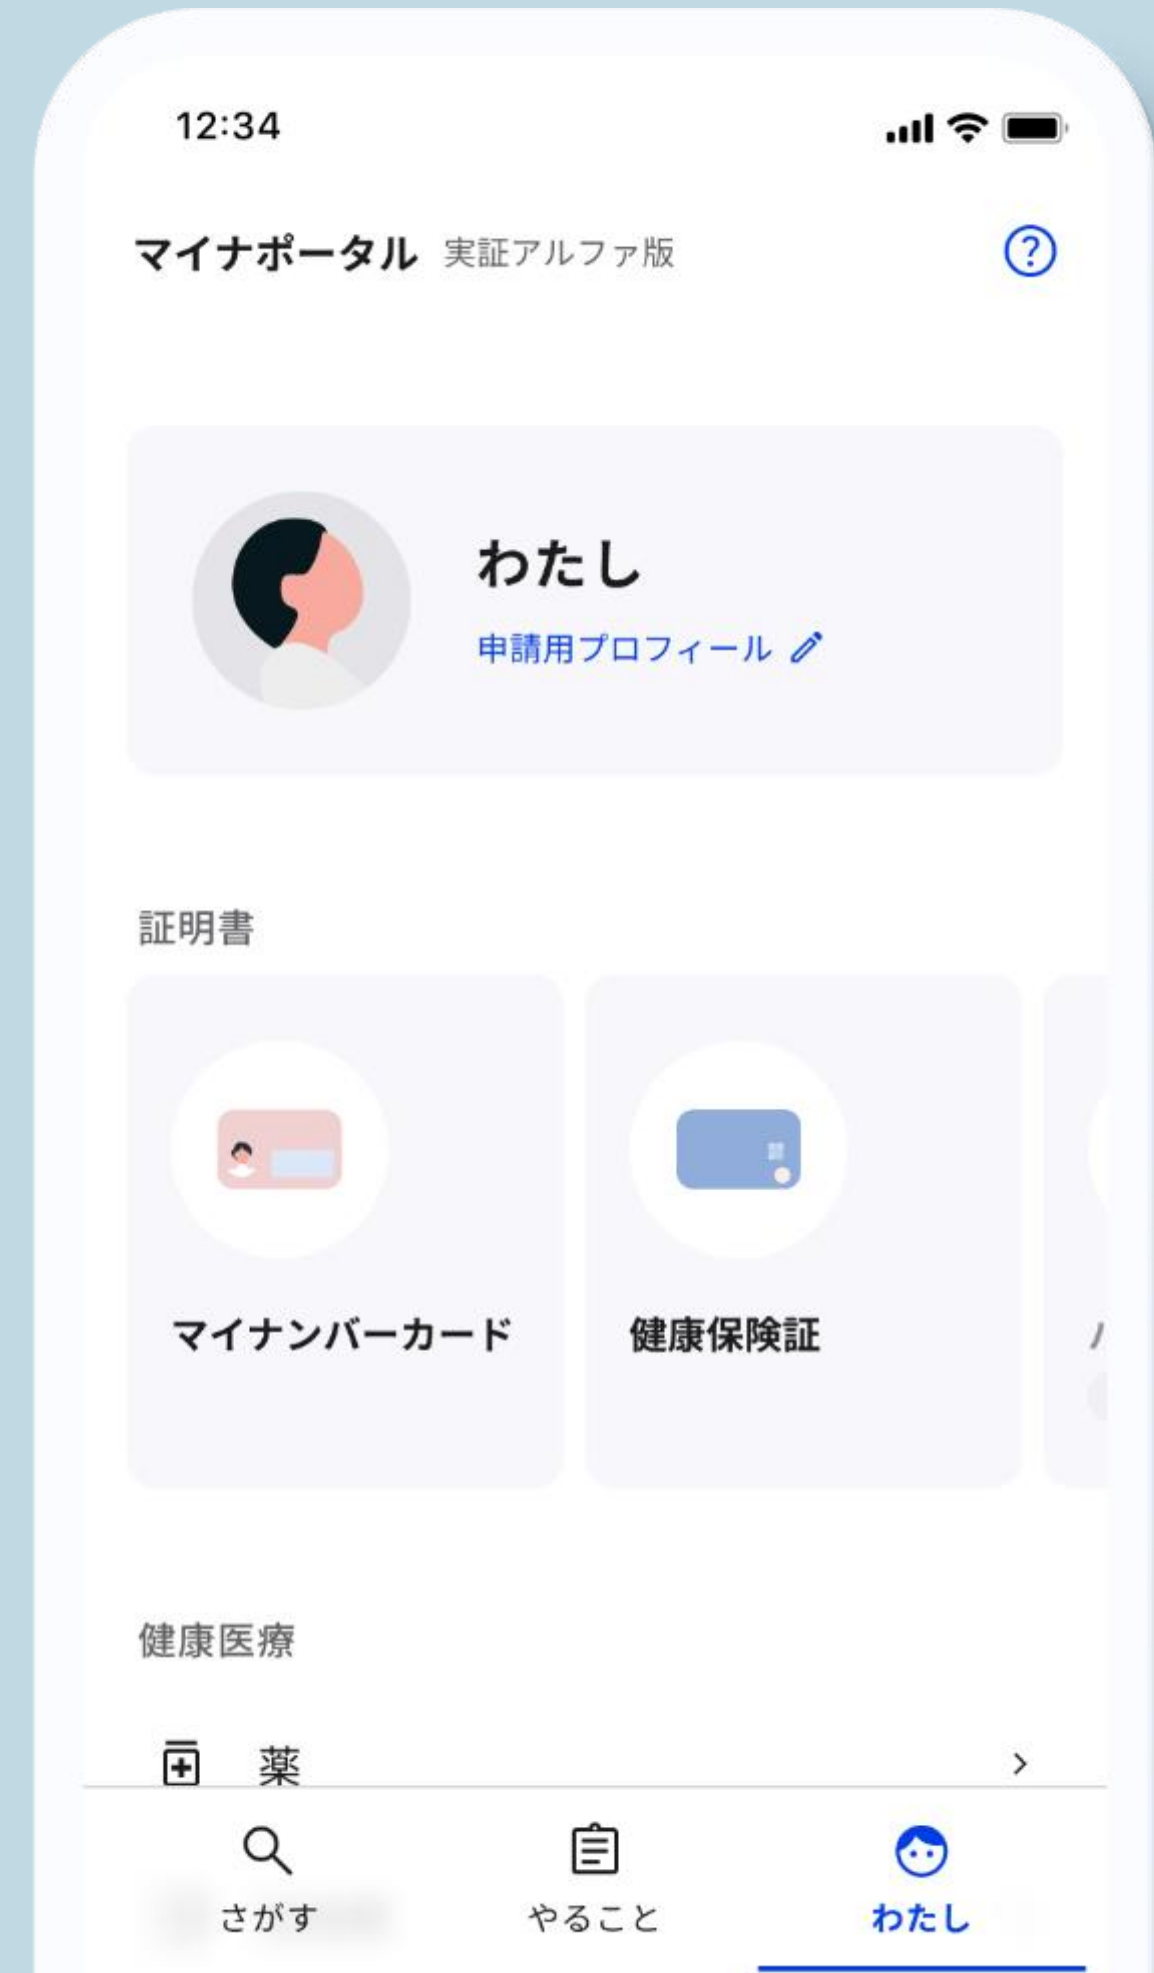 12:34
マイナポータル 実証アルファ版
わたし
申請用プロフィール
証明書
マイナンバーカード
健康保険証
健康医療
薬
さがす
やること
わたし